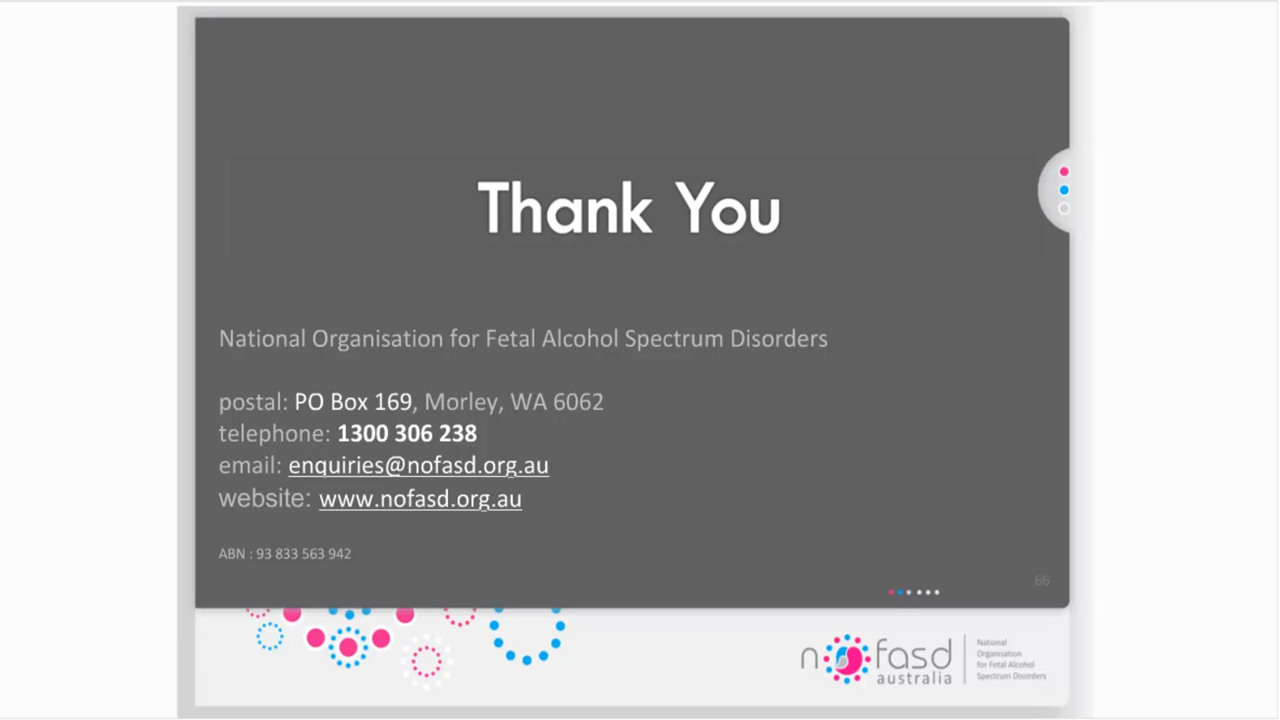 Thank You
National Organisation for Fetal Alcohol Spectrum Disorders
postal: PO Box 169, Morley, WA 6062
telephone: 1300 306 238
email: enquiries@nofasd.org.au
website: www.nofasd.org.au
ABN : 93 833 563 942
66
nofasd
australia
National
Organisation
for Fetal Alcohol
Spectrum Disorders